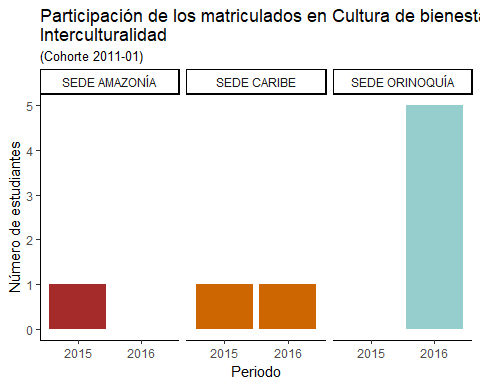 Participación de los matriculados en Cultura de bienesta
Interculturalidad
(Cohorte 2011-01)
SEDE AMAZONÍA SEDE CARIBE SEDE ORINOQUÍA
Número de estudiantes
5
4
3
2
1
0
2015 2016 2015 2016 2015 2016
Periodo